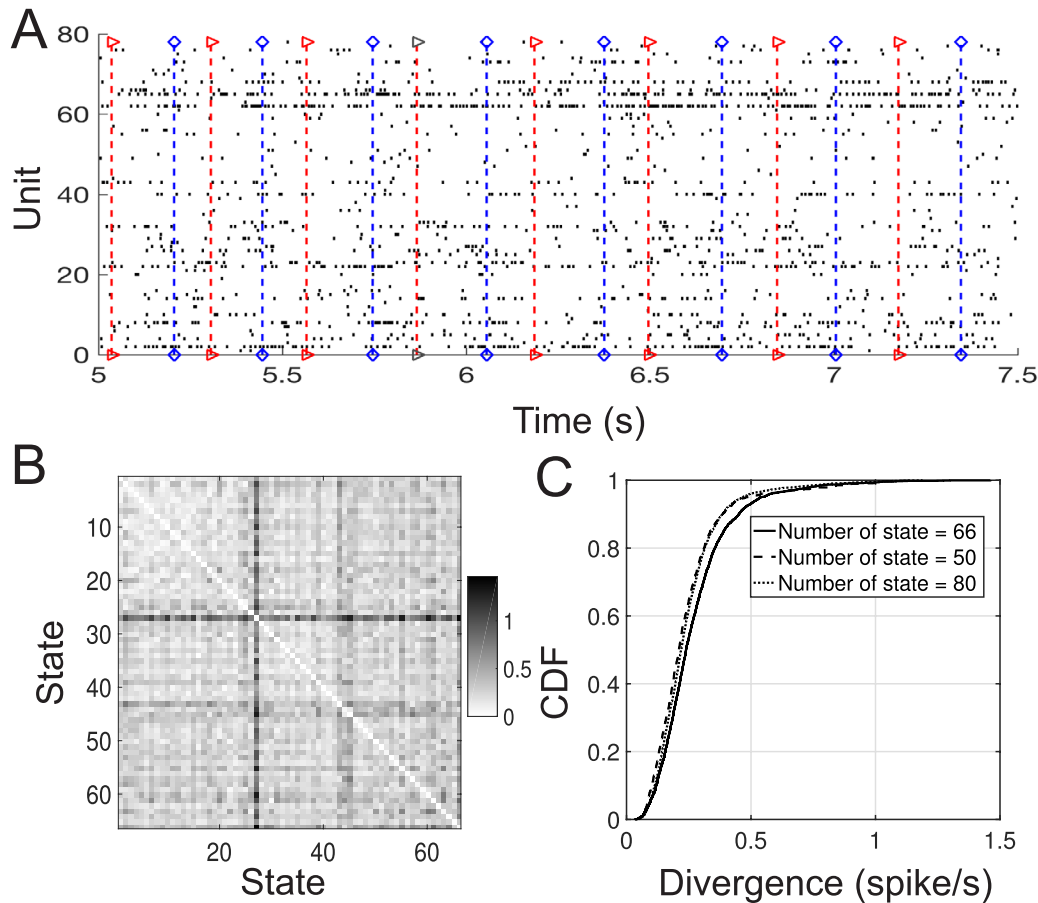 A
80
60
40
20
0
Unit
5
5.5
6
6.5
7
7.5
Time (s)
B
10
20
30
40
50
60
State
20
40
60
State
1
0.5
0
C
1
0.8
0.6
0.4
0.2
0
CDF
Number of state = 66
Number of state = 50
Number of state = 80
0
0.5
1
1.5
Divergence (spike/s)